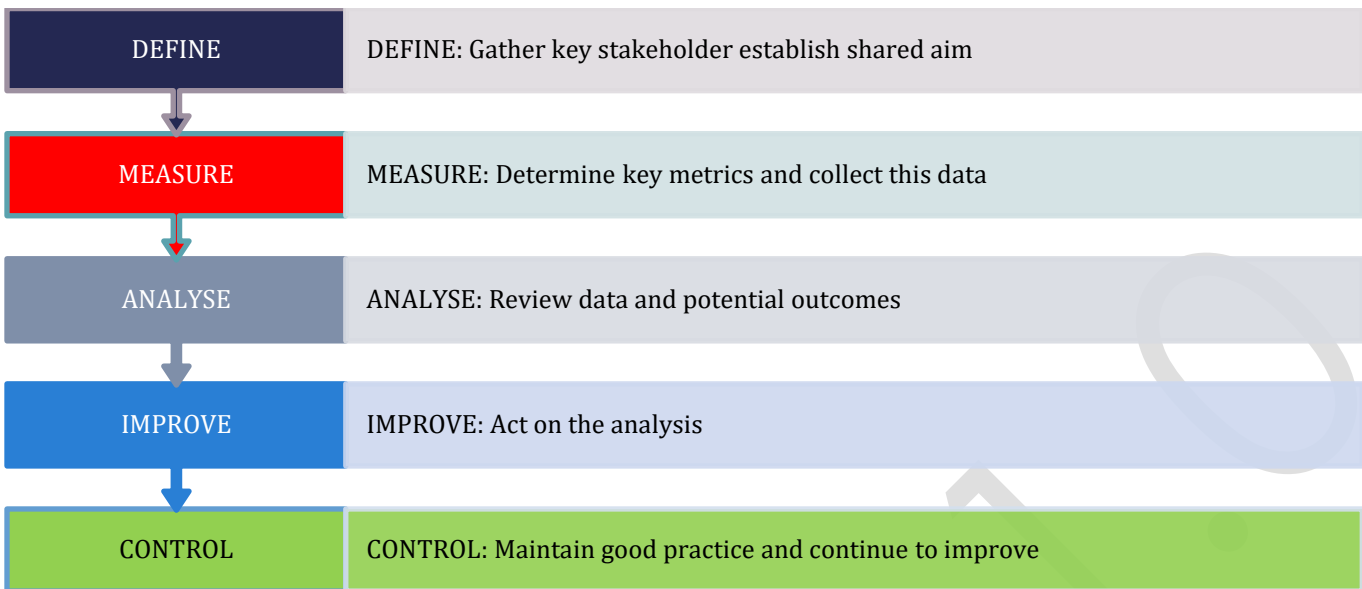 DEFINE
DEFINE: Gather key stakeholder establish shared aim
MEASURE
MEASURE: Determine key metrics and collect this data
ANALYSE
ANALYSE: Review data and potential outcomes
IMPROVE
IMPROVE: Act on the analysis
CONTROL
CONTROL: Maintain good practice and continue to improve